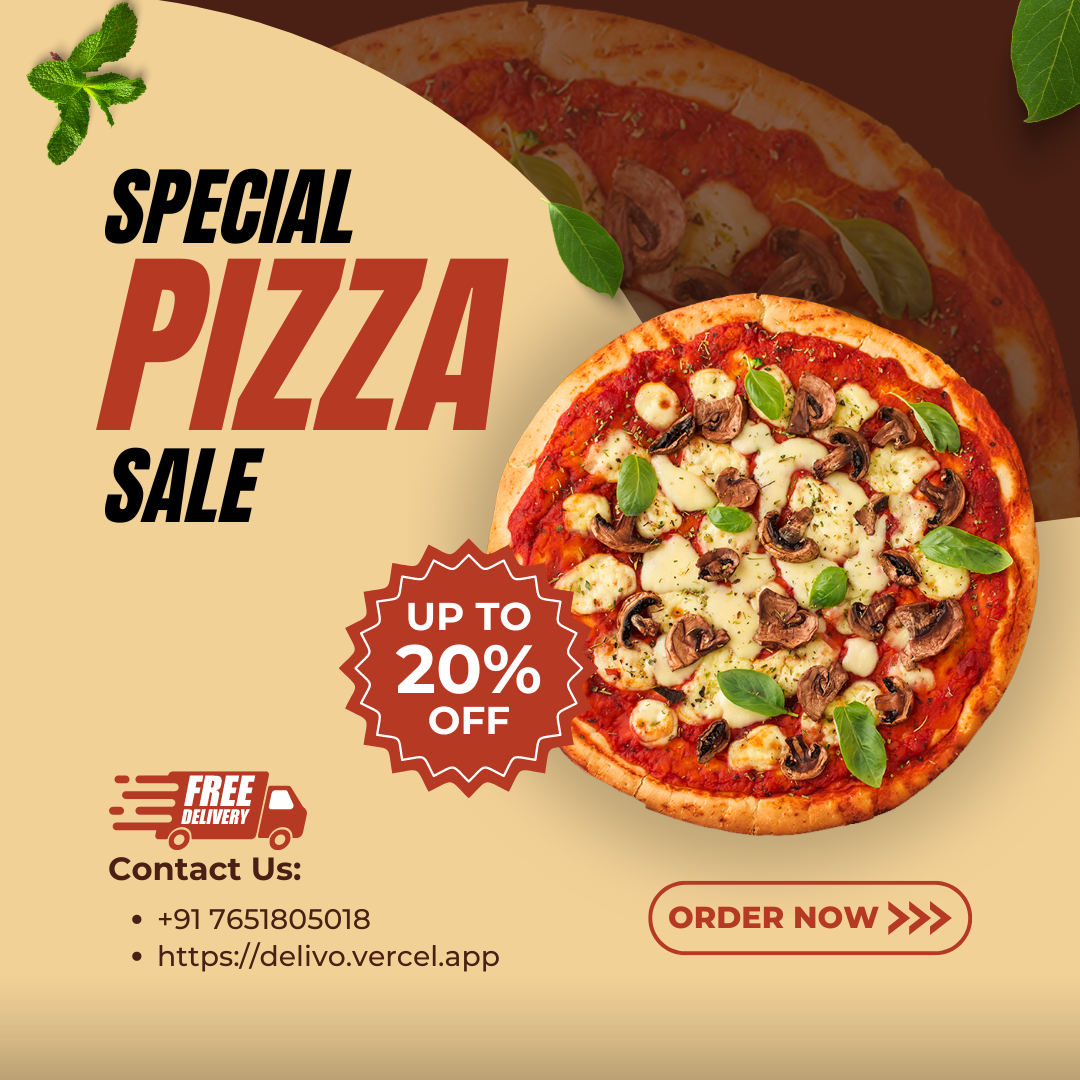 SPECIAL
PIZZA
SALE
UP TO
20%
OFF
FREE
DELIVERY
Contact Us:
• +91 7651805018
• https://delivo.vercel.app
ORDER NOW